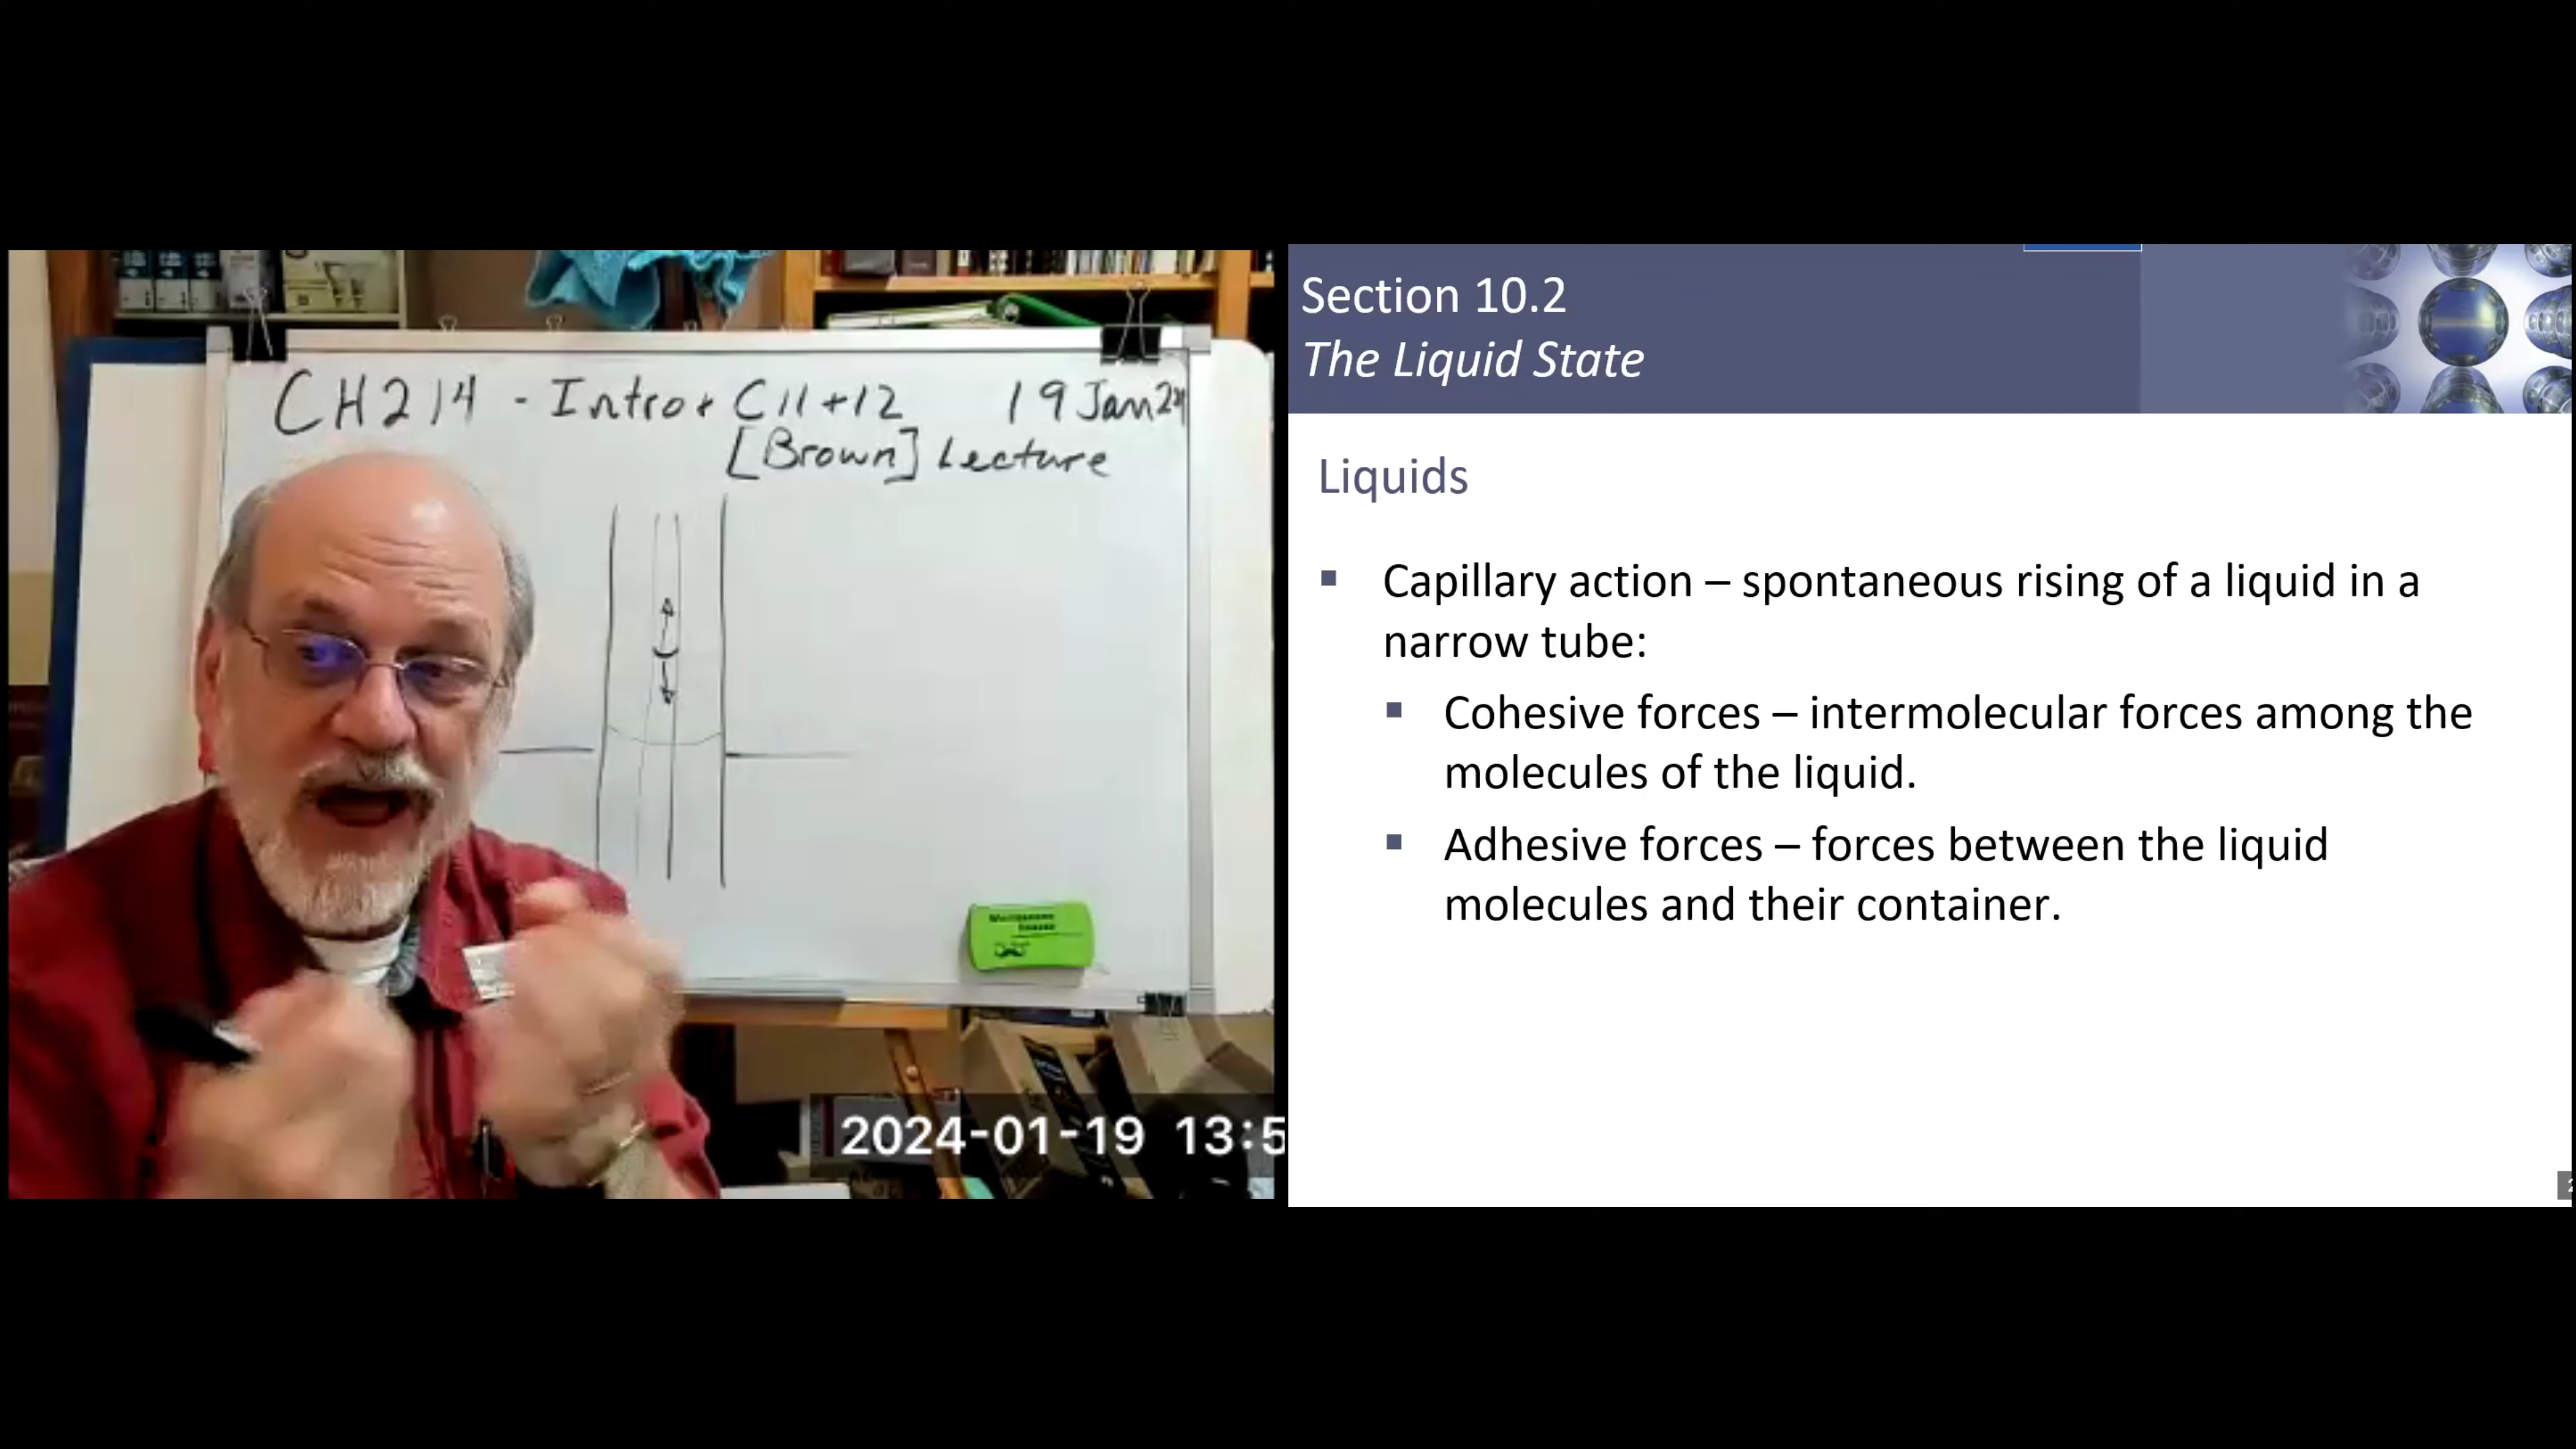 CH214 - Intro + C11+12 19 Jan 24
[Brown] Lecture
2024-01-19 13:5
Section 10.2
The Liquid State
Liquids
▪ Capillary action – spontaneous rising of a liquid in a
narrow tube:
▪ Cohesive forces – intermolecular forces among the
molecules of the liquid.
▪ Adhesive forces – forces between the liquid
molecules and their container.
2